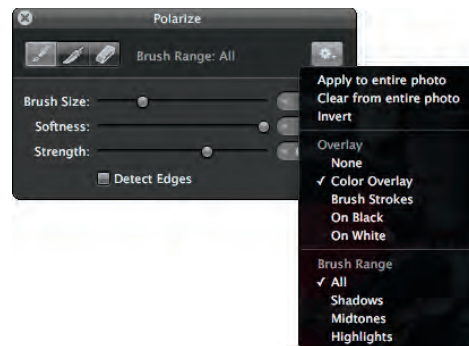 Polarize
Brush Range: All
Brush Size:
Softness:
Strength:
Detect Edges
Apply to entire photo
Clear from entire photo
Invert
Overlay
None
✓ Color Overlay
Brush Strokes
On Black
On White
Brush Range
✓ All
Shadows
Midtones
Highlights